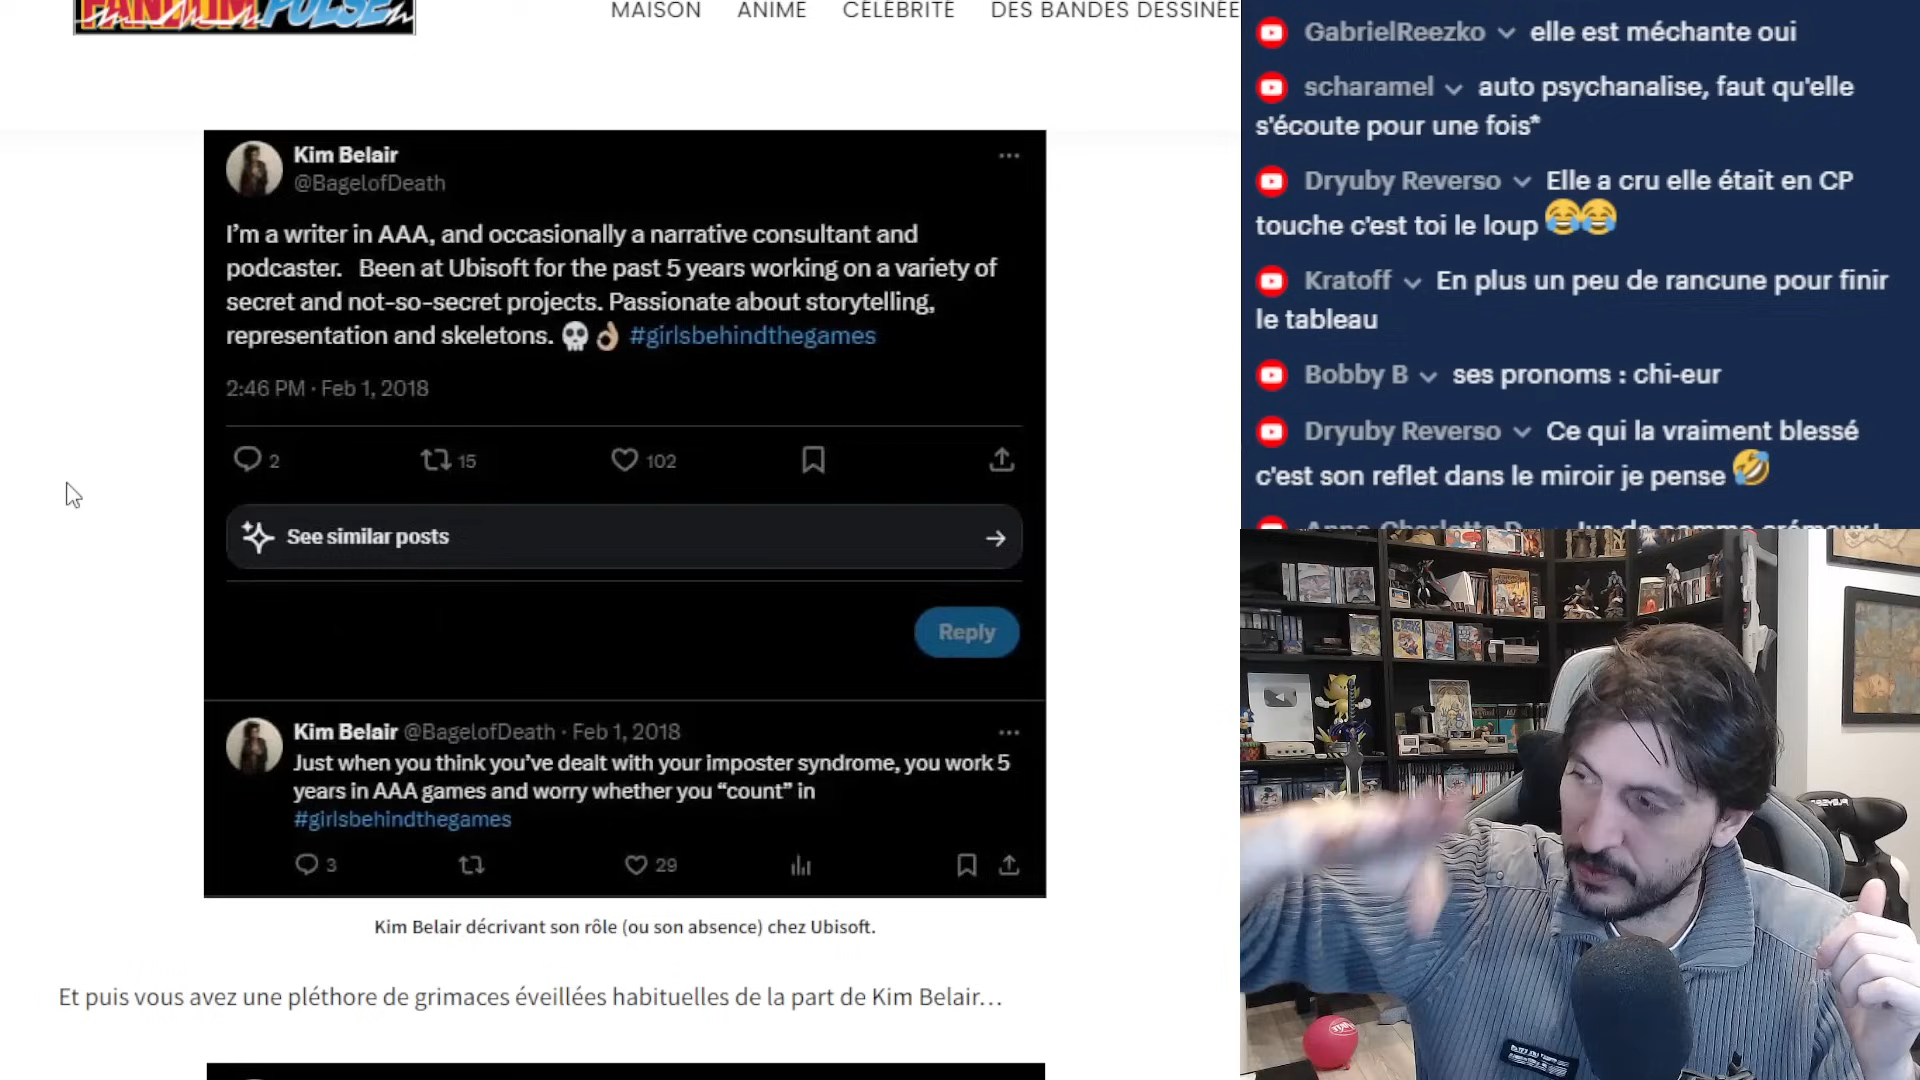 FANDOM PULSE
MAISON ANIME CÉLÉBRITÉ DES BANDES DESSINÉE
Kim Belair
@BagelofDeath
I'm a writer in AAA, and occasionally a narrative consultant and
podcaster. Been at Ubisoft for the past 5 years working on a variety of
secret and not-so-secret projects. Passionate about storytelling,
representation and skeletons. 💀👌🏼 #girlsbehindthegames
2:46 PM · Feb 1, 2018
2 15 102
See similar posts
Reply
Kim Belair @BagelofDeath · Feb 1, 2018
Just when you think you've dealt with your imposter syndrome, you work 5
years in AAA games and worry whether you “count” in
#girlsbehindthegames
3 29
Kim Belair décrivant son rôle (ou son absence) chez Ubisoft.
Et puis vous avez une pléthore de grimaces éveillées habituelles de la part de Kim Belair…
GabrielReezko elle est méchante oui
scharamel auto psychanalise, faut qu'elle
s'écoute pour une fois*
Dryuby Reverso Elle a cru elle était en CP
touche c'est toi le loup 😂😂
Kratoff En plus un peu de rancune pour finir
le tableau
Bobby B ses pronoms : chi-eur
Dryuby Reverso Ce qui la vraiment blessé
c'est son reflet dans le miroir je pense 🤣